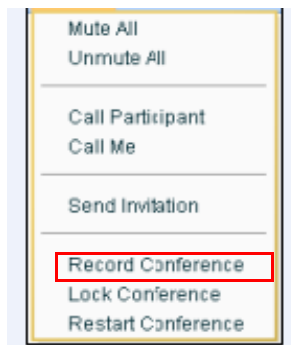 Mute All
Unmute All
Call Participant
Call Me
Send Invitation
Record Conference
Lock Conference
Restart Conference